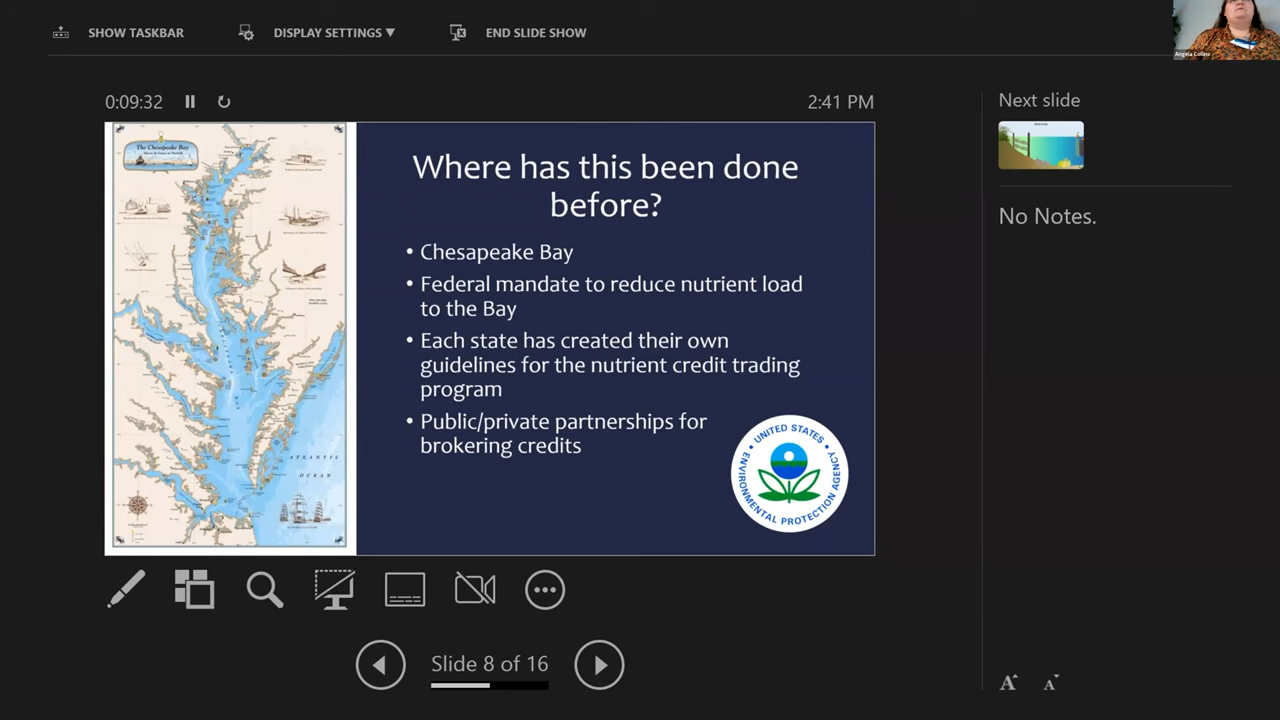 SHOW TASKBAR
DISPLAY SETTINGS ▼
END SLIDE SHOW
Angela Collins
0:09:32
2:41 PM
Next slide
The Chesapeake Bay
Where has this been done
before?
• Chesapeake Bay
• Federal mandate to reduce nutrient load
to the Bay
• Each state has created their own
guidelines for the nutrient credit trading
program
• Public/private partnerships for
brokering credits
UNITED STATES
ENVIRONMENTAL PROTECTION AGENCY
ATLANTIC
OCEAN
No Notes.
Slide 8 of 16
A
A